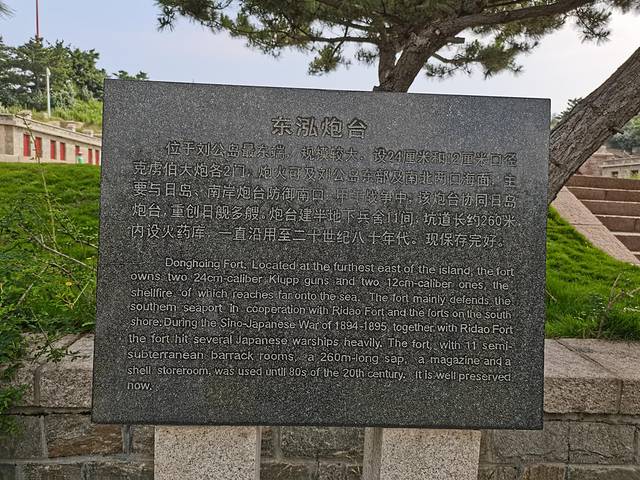 东泓炮台
位于刘公岛最东端，规模较大，设24厘米和12厘米口径
克虏伯大炮各2门，炮火可及刘公岛东部及南北两口海面，主
要与日岛、南岸炮台防御南口。甲午战争中，该炮台协同日岛
炮台，重创日舰多艘。炮台建半地下兵舍11间，坑道长约260米，
内设火药库，一直沿用至二十世纪八十年代。现保存完好。
Donghoing Fort. Located at the furthest east of the island, the fort
owns two 24cm-caliber Klupp guns and two 12cm-caliber ones, the
shellfire of which reaches far onto the sea. The fort mainly defends the
southern seaport in cooperation with Ridao Fort and the forts on the south
shore. During the Sino-Japanese War of 1894-1895, together with Ridao Fort
the fort hit several Japanese warships heavily. The fort, with 11 semi-
subterranean barrack rooms, a 260m-long sap, a magazine and a
shell storeroom, was used until 80s of the 20th century. It is well preserved
now.